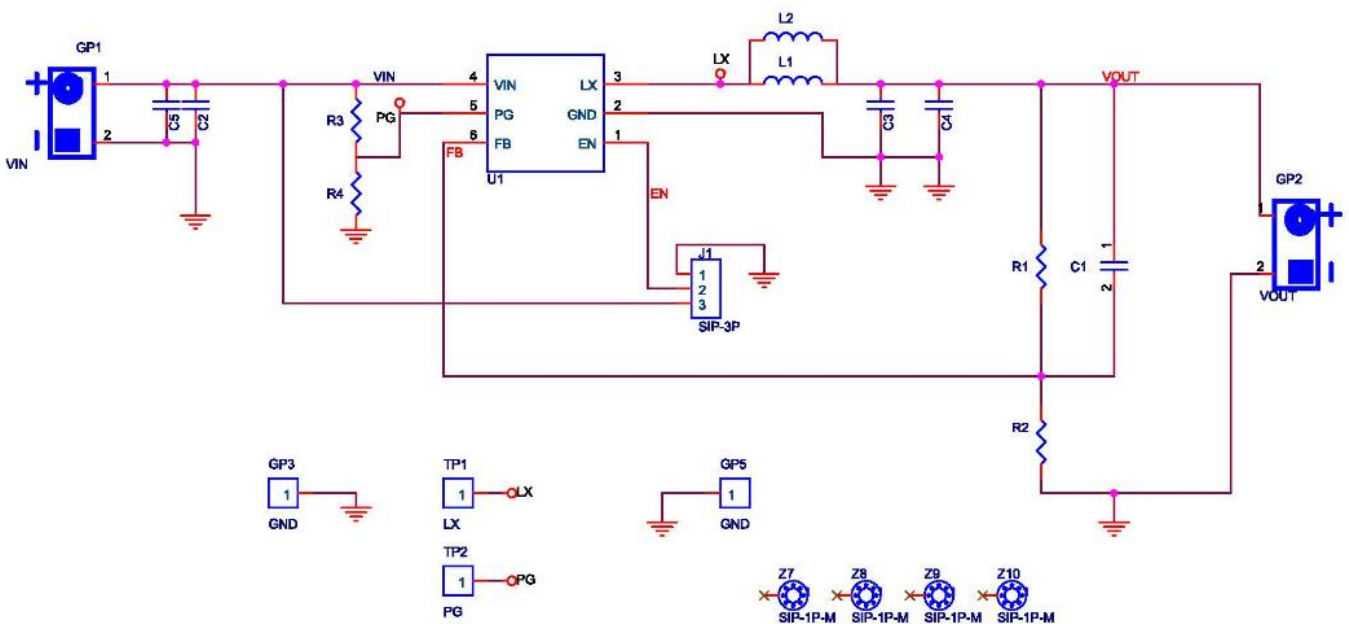 L2
GP1
LX
L1
+
1
VIN
4
VIN
LX
3
VOUT
C5
C2
R3
PG
5
PG
GND
2
C3
C4
-
2
6
FB
EN
1
FB
VIN
U1
R4
EN
GP2
1
+
J1
1
2
3
SIP-3P
R1
C1
1
2
2
-
VOUT
R2
GP3
1
GND
TP1
1
LX
LX
GP5
1
GND
TP2
1
PG
PG
Z7
SIP-1P-M
Z8
SIP-1P-M
Z9
SIP-1P-M
Z10
SIP-1P-M